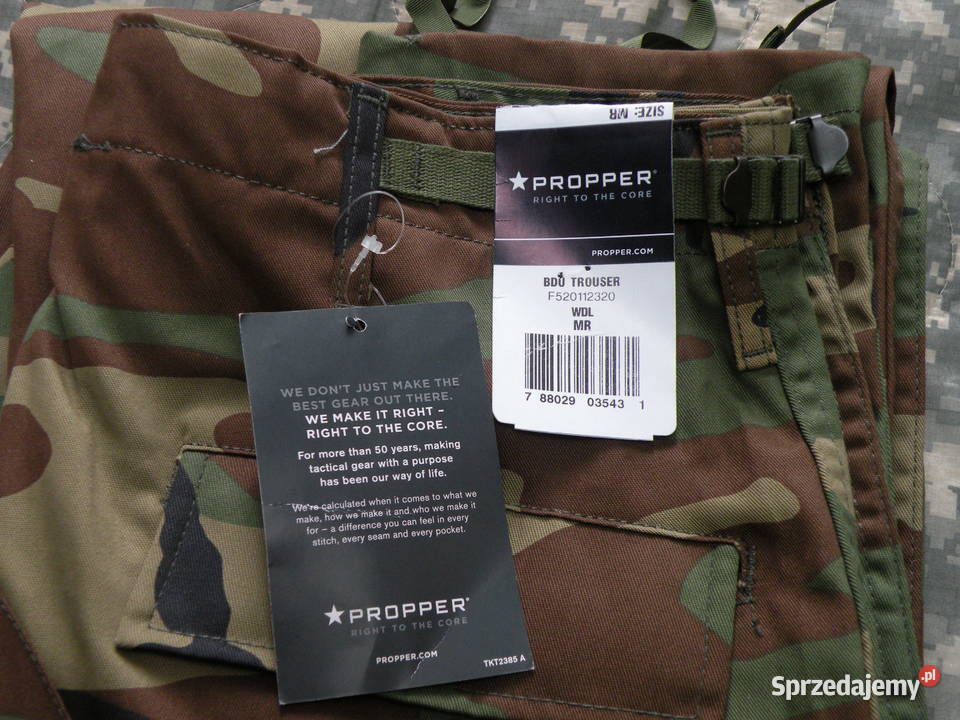 SIZE: MR
PROPPER®
RIGHT TO THE CORE
PROPPER.COM
BDU TROUSER
F520112320
WDL
MR
7 88029 03543 1
WE DON'T JUST MAKE THE
BEST GEAR OUT THERE.
WE MAKE IT RIGHT –
RIGHT TO THE CORE.
For more than 50 years, making
tactical gear with a purpose
has been our way of life.
We're calculated when it comes to what we
make, how we make it and who we make it
for – a difference you can feel in every
stitch, every seam and every pocket.
PROPPER®
RIGHT TO THE CORE
PROPPER.COM
TKT2385 A
Sprzedajemy.pl